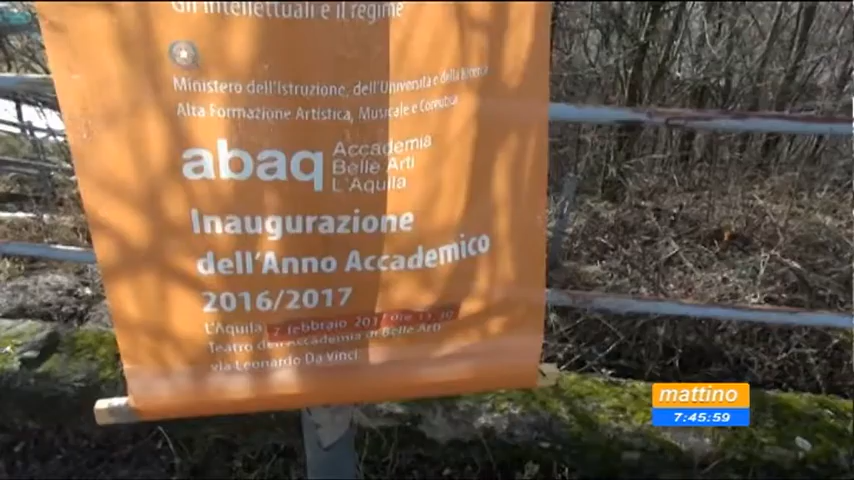 Gli intellettuali e il regime
Ministero dell'Istruzione, dell'Università e della Ricerca
Alta Formazione Artistica, Musicale e Coreutica
abaq Accademia
Belle Arti
L'Aquila
Inaugurazione
dell'Anno Accademico
2016/2017
L'Aquila 7 febbraio 2017 Ore 11.30
Teatro dell'Accademia di Belle Arti
via Leonardo Da Vinci
mattino
7:45:59